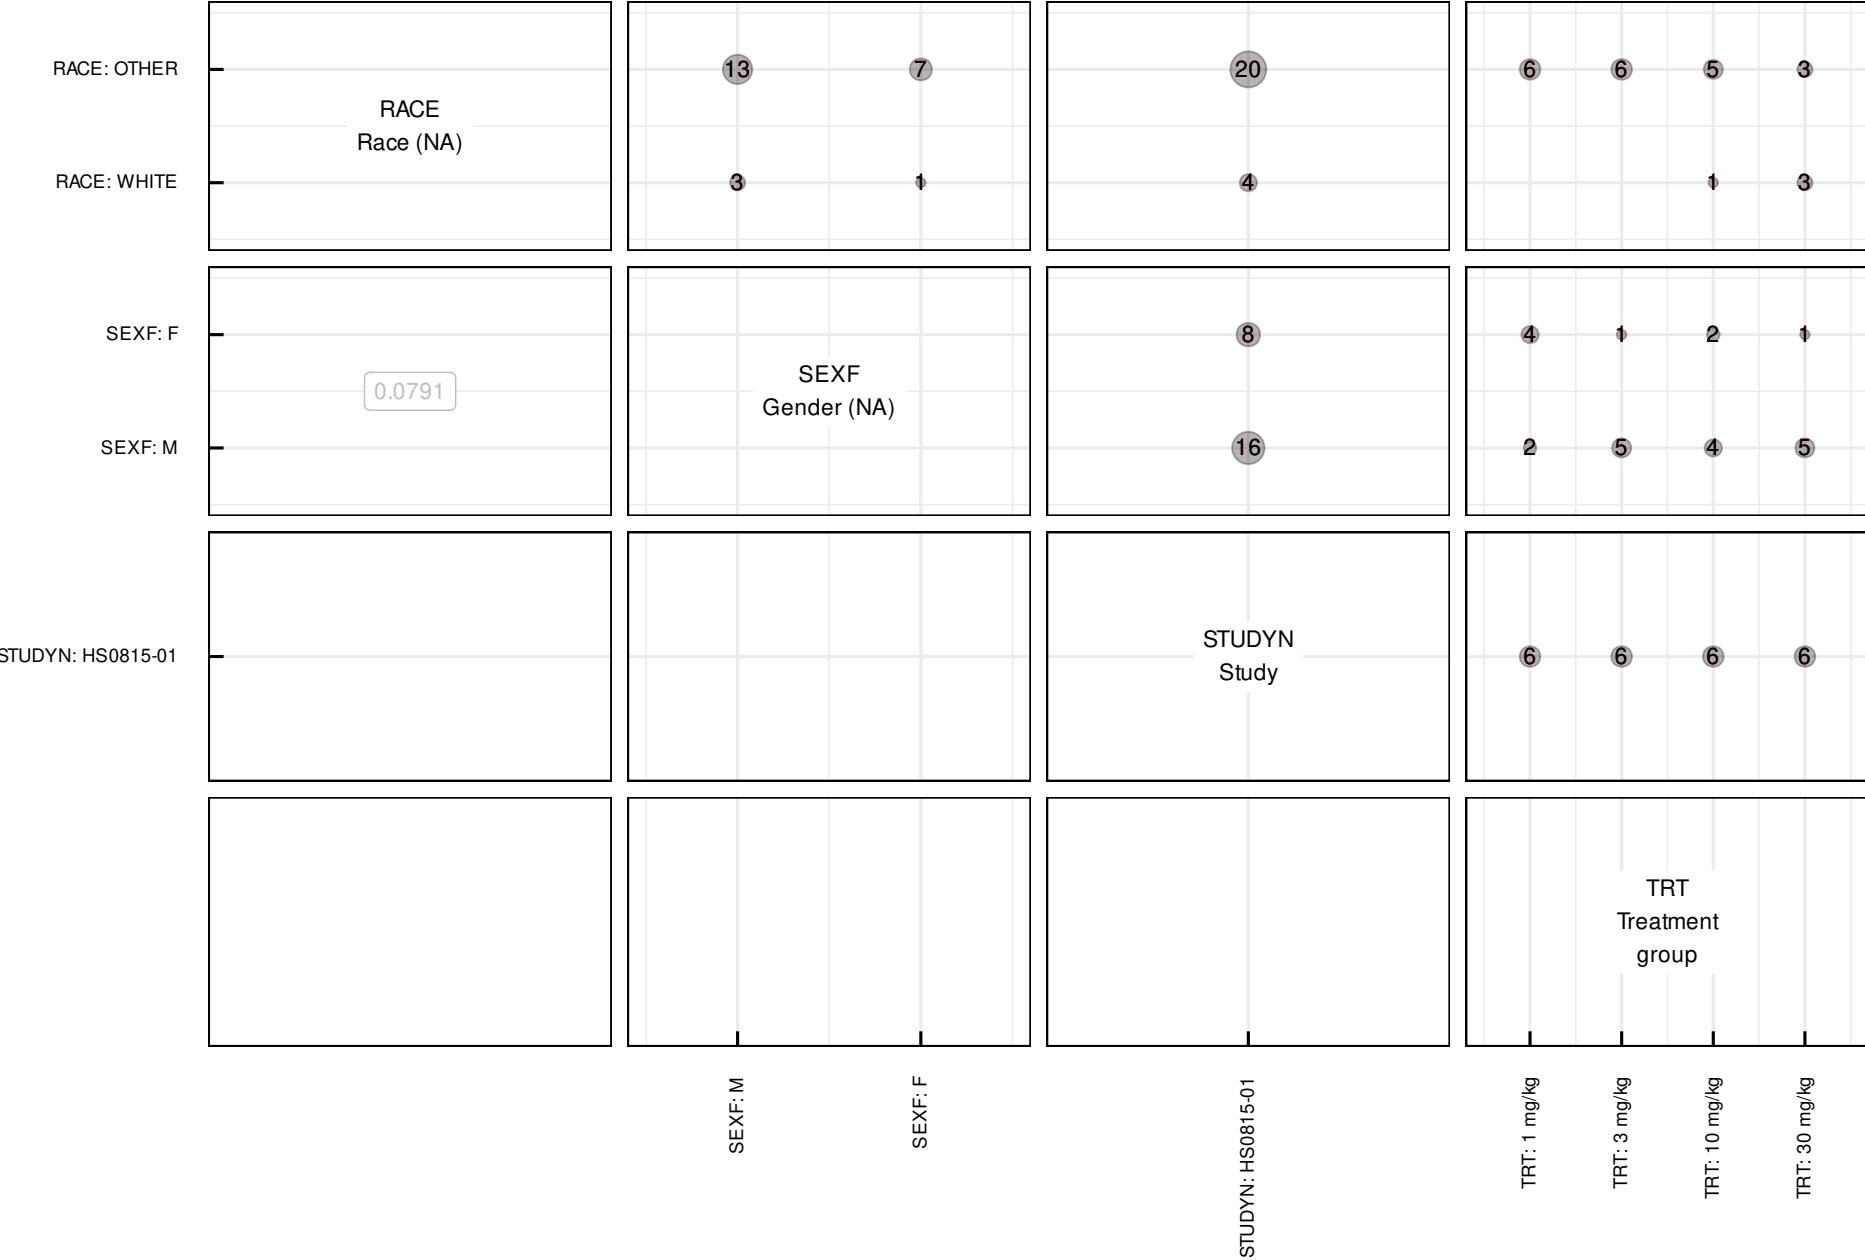 RACE: OTHER
13
7
20
6
6
5
3
RACE
Race (NA)
RACE: WHITE
3
1
4
1
3
SEXF: F
8
4
1
2
1
0.0791
SEXF
Gender (NA)
SEXF: M
16
2
5
4
5
STUDYN: HS0815-01
STUDYN
Study
6
6
6
6
TRT
Treatment
group
SEXF: M
SEXF: F
STUDYN: HS0815-01
TRT: 1 mg/kg
TRT: 3 mg/kg
TRT: 10 mg/kg
TRT: 30 mg/kg